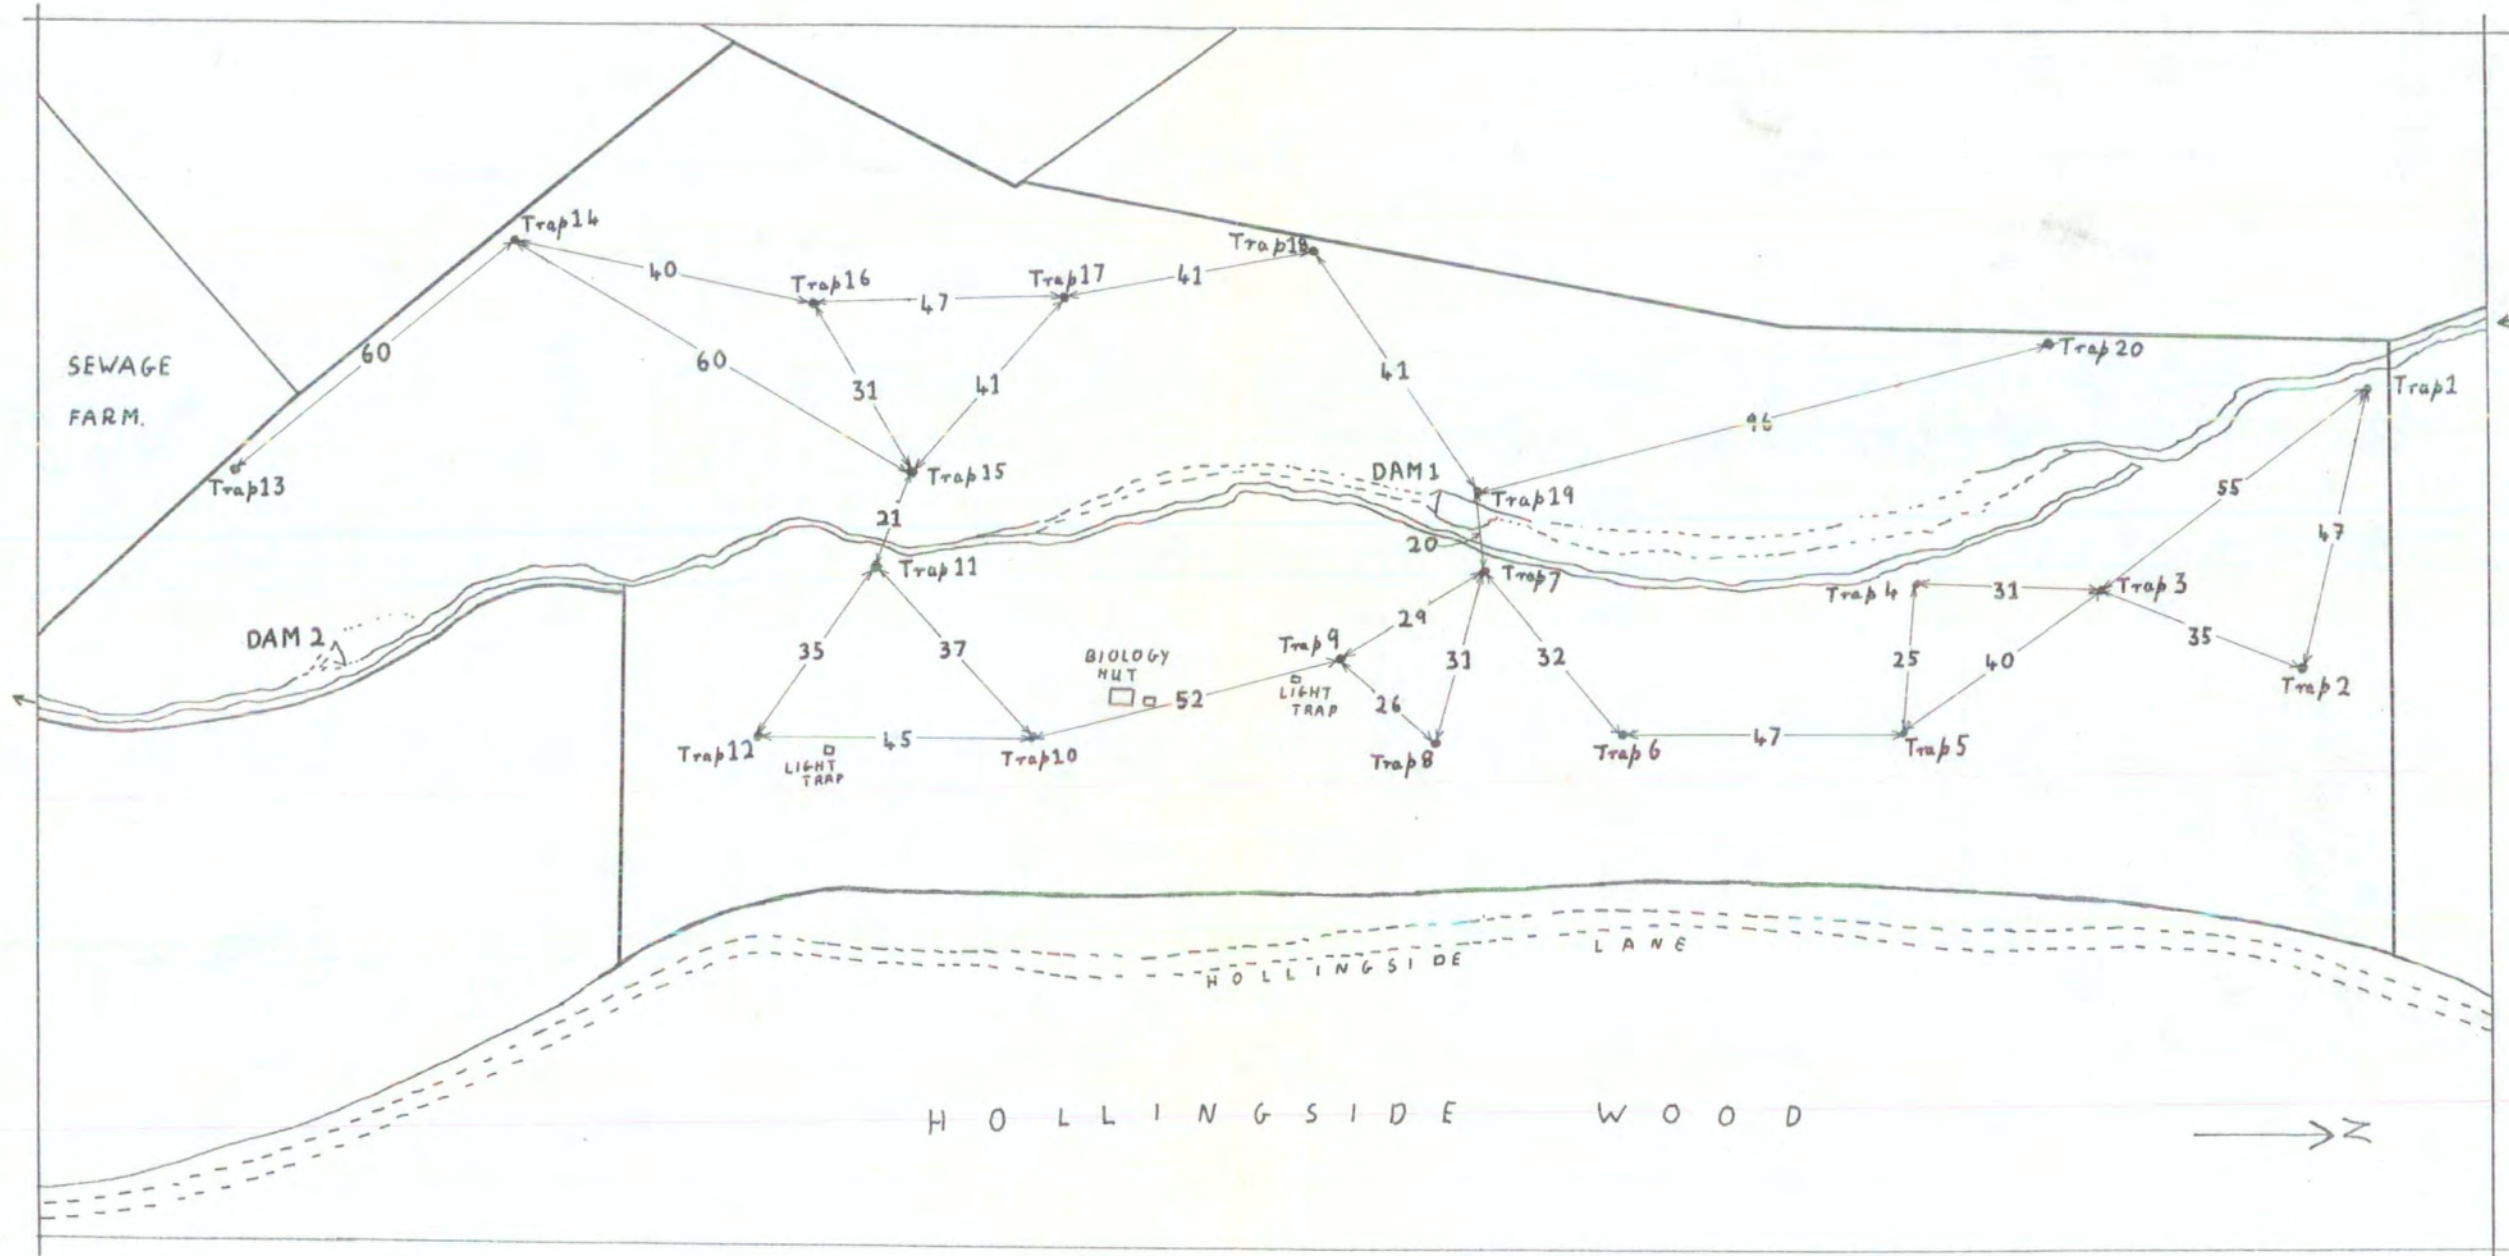 Trap14
Trap18
40
Trap16
Trap17
41
47
60
60
31
41
41
Trap20
Trap1
SEWAGE
FARM.
96
Trap13
Trap15
DAM1
Trap19
55
47
21
20
Trap11
Trap7
Trap4
31
Trap3
DAM 2
35
37
BIOLOGY
HUT
Trap9
29
31
32
25
40
35
52
LIGHT
TRAP
26
Trap2
Trap12
45
Trap10
Trap8
Trap6
47
Trap5
LIGHT
TRAP
HOLLINGSIDE LANE
HOLLINGSIDE WOOD
N